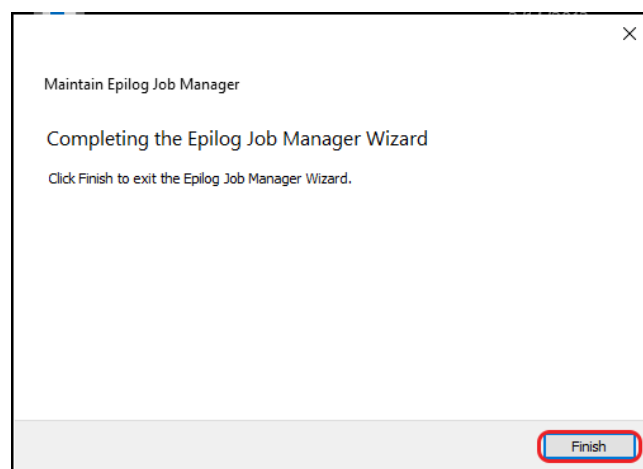 Maintain Epilog Job Manager
Completing the Epilog Job Manager Wizard
Click Finish to exit the Epilog Job Manager Wizard.
Finish